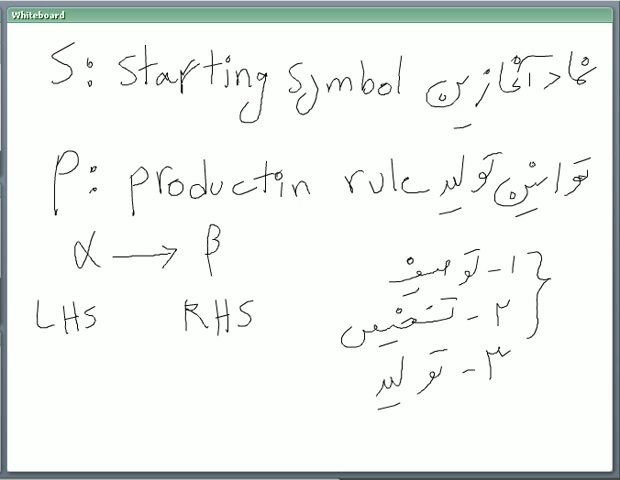 Whiteboard
S: Starting Symbol نماد آغازین
P: productin rule قوانین تولید
α → β
LHS RHS
۱- توصیف
۲- تشخیص
۳- تولید